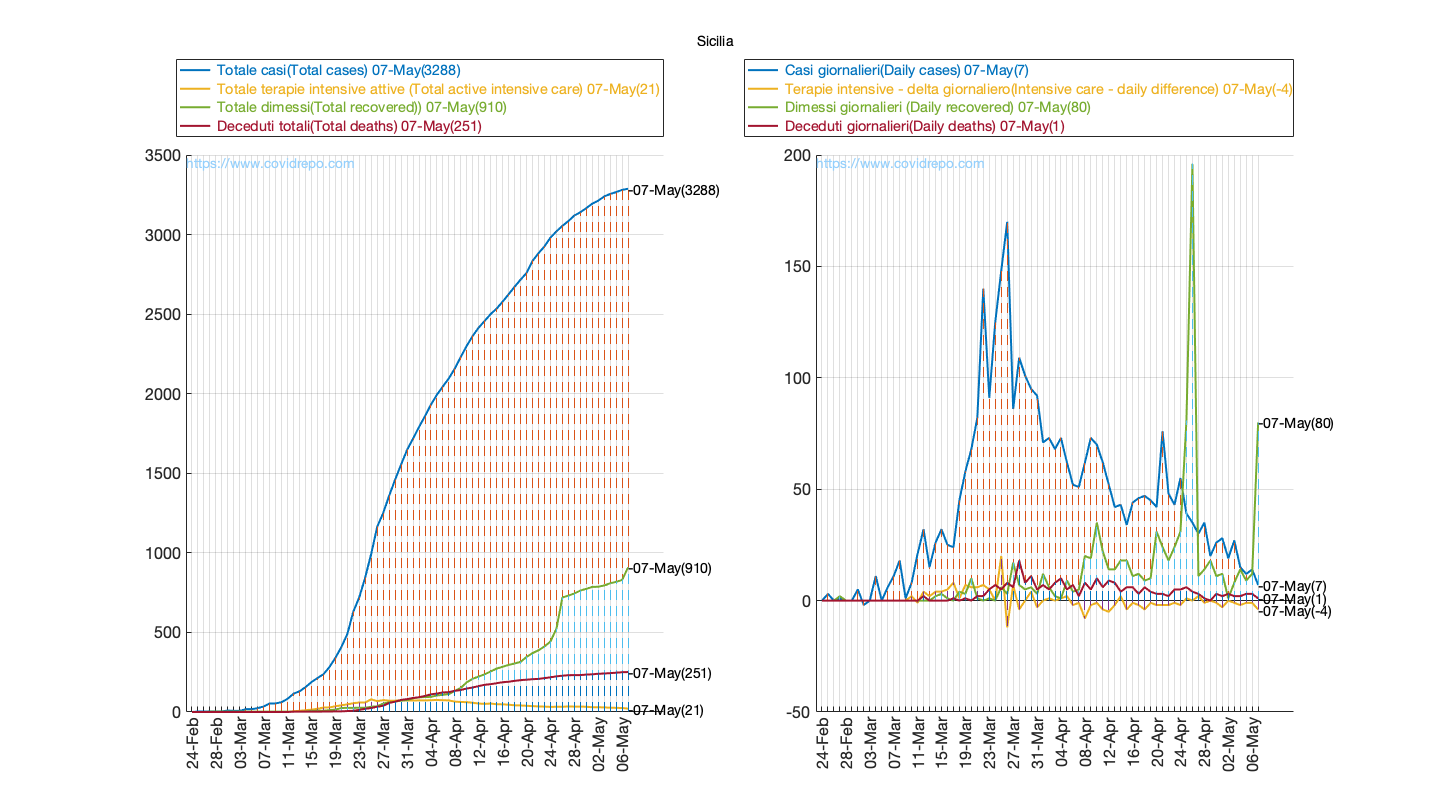 Sicilia
Totale casi(Total cases) 07-May(3288)
Totale terapie intensive attive (Total active intensive care) 07-May(21)
Totale dimessi(Total recovered)) 07-May(910)
Deceduti totali(Total deaths) 07-May(251)
https://www.covidrepo.com
3500
3000
2500
2000
1500
1000
500
0
-07-May(3288)
-07-May(910)
-07-May(251)
-07-May(21)
24-Feb
28-Feb
03-Mar
07-Mar
11-Mar
15-Mar
19-Mar
23-Mar
27-Mar
31-Mar
04-Apr
08-Apr
12-Apr
16-Apr
20-Apr
24-Apr
28-Apr
02-May
06-May
Casi giornalieri(Daily cases) 07-May(7)
Terapie intensive - delta giornaliero(Intensive care - daily difference) 07-May(-4)
Dimessi giornalieri (Daily recovered) 07-May(80)
Deceduti giornalieri(Daily deaths) 07-May(1)
https://www.covidrepo.com
200
150
100
50
0
-50
-07-May(80)
-07-May(7)
-07-May(1)
-07-May(-4)
24-Feb
28-Feb
03-Mar
07-Mar
11-Mar
15-Mar
19-Mar
23-Mar
27-Mar
31-Mar
04-Apr
08-Apr
12-Apr
16-Apr
20-Apr
24-Apr
28-Apr
02-May
06-May